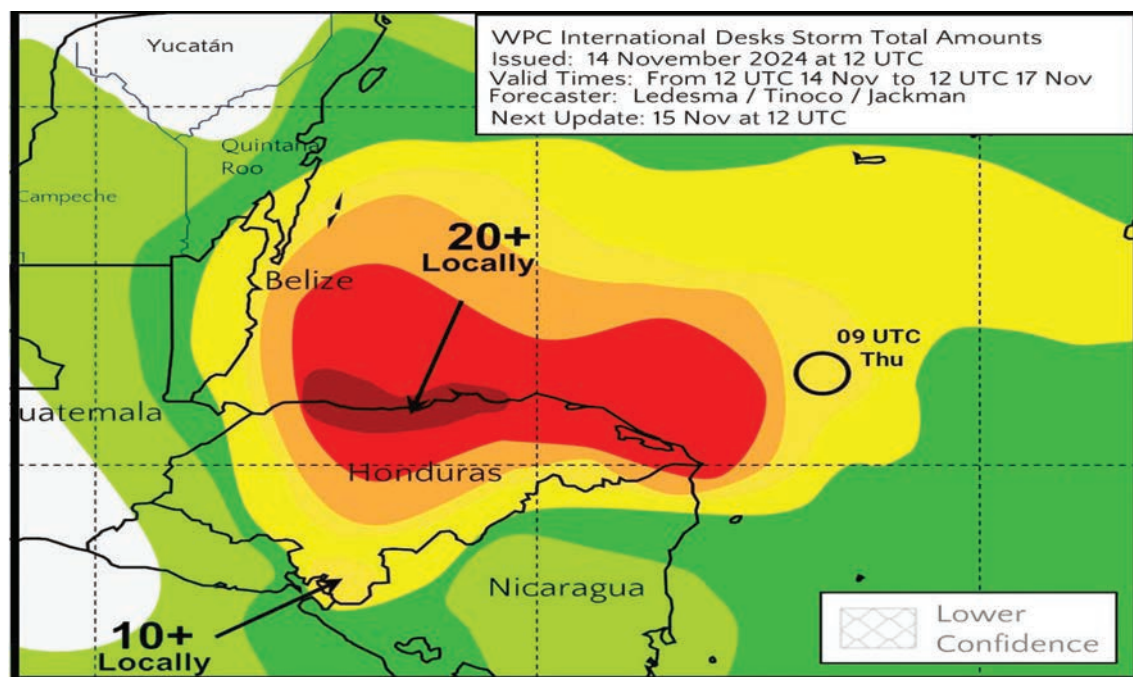 Yucatán
WPC International Desks Storm Total Amounts
Issued: 14 November 2024 at 12 UTC
Valid Times: From 12 UTC 14 Nov to 12 UTC 17 Nov
Forecaster: Ledesma / Tinoco / Jackman
Next Update: 15 Nov at 12 UTC
Quintana
Roo
Campeche
20+
Locally
Belize
09 UTC
Thu
uatemala
Honduras
Nicaragua
10+
Locally
Lower
Confidence